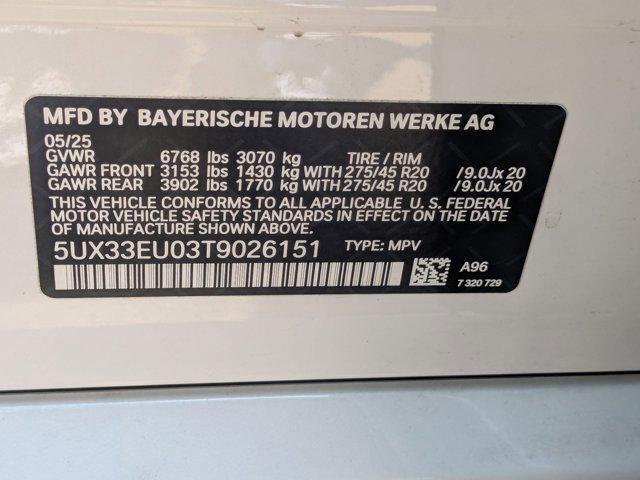 MFD BY BAYERISCHE MOTOREN WERKE AG
05/25
GVWR 6768 lbs 3070 kg TIRE / RIM
GAWR FRONT 3153 lbs 1430 kg WITH 275/45 R20 /9.0Jx 20
GAWR REAR 3902 lbs 1770 kg WITH 275/45 R20 /9.0Jx 20
THIS VEHICLE CONFORMS TO ALL APPLICABLE U. S. FEDERAL
MOTOR VEHICLE SAFETY STANDARDS IN EFFECT ON THE DATE
OF MANUFACTURE SHOWN ABOVE.
5UX33EU03T9026151 TYPE: MPV
A96
7 320 729